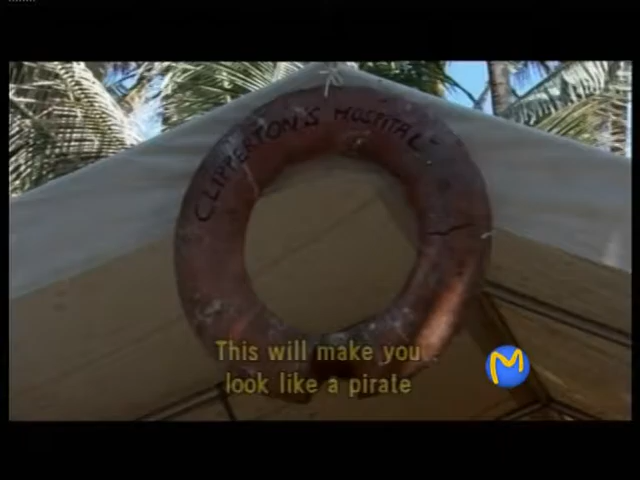 CLIPPERTON'S HOSPITAL
This will make you
look like a pirate
M